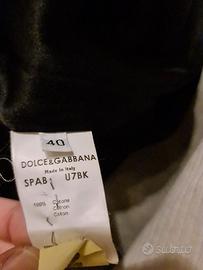 40
DOLCE&GABBANA
Made in Italy
SPAB U7BK
100% Cotone
Cotton
Coton
subito